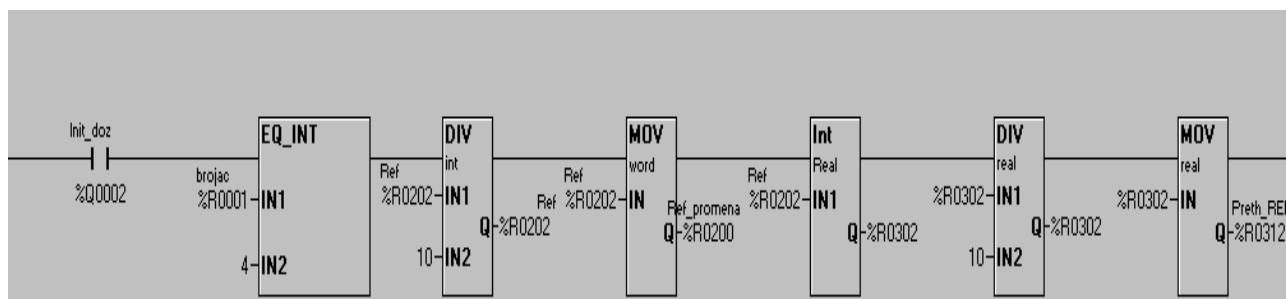 Init_doz
%Q0002
EQ_INT
brojac
%R0001 IN1
4 IN2
DIV
int
Ref
%R0202 IN1
Ref
Q %R0202
10 IN2
MOV
word
Ref
%R0202 IN
Ref_promena
Q %R0200
Int
Real
Ref
%R0202 IN1
Q %R0302
DIV
real
%R0302 IN1
Q %R0302
10 IN2
MOV
real
%R0302 IN
Q %R0312